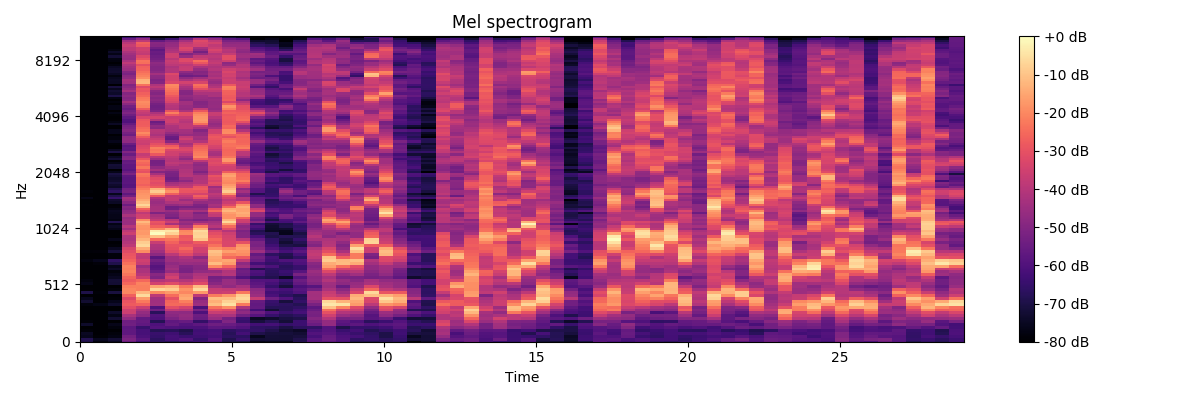 Mel spectrogram
+0 dB
8192
-10 dB
4096
-20 dB
-30 dB
2048
Hz
-40 dB
1024
-50 dB
512
-60 dB
-70 dB
0
-80 dB
0 5 10 15 20 25
Time